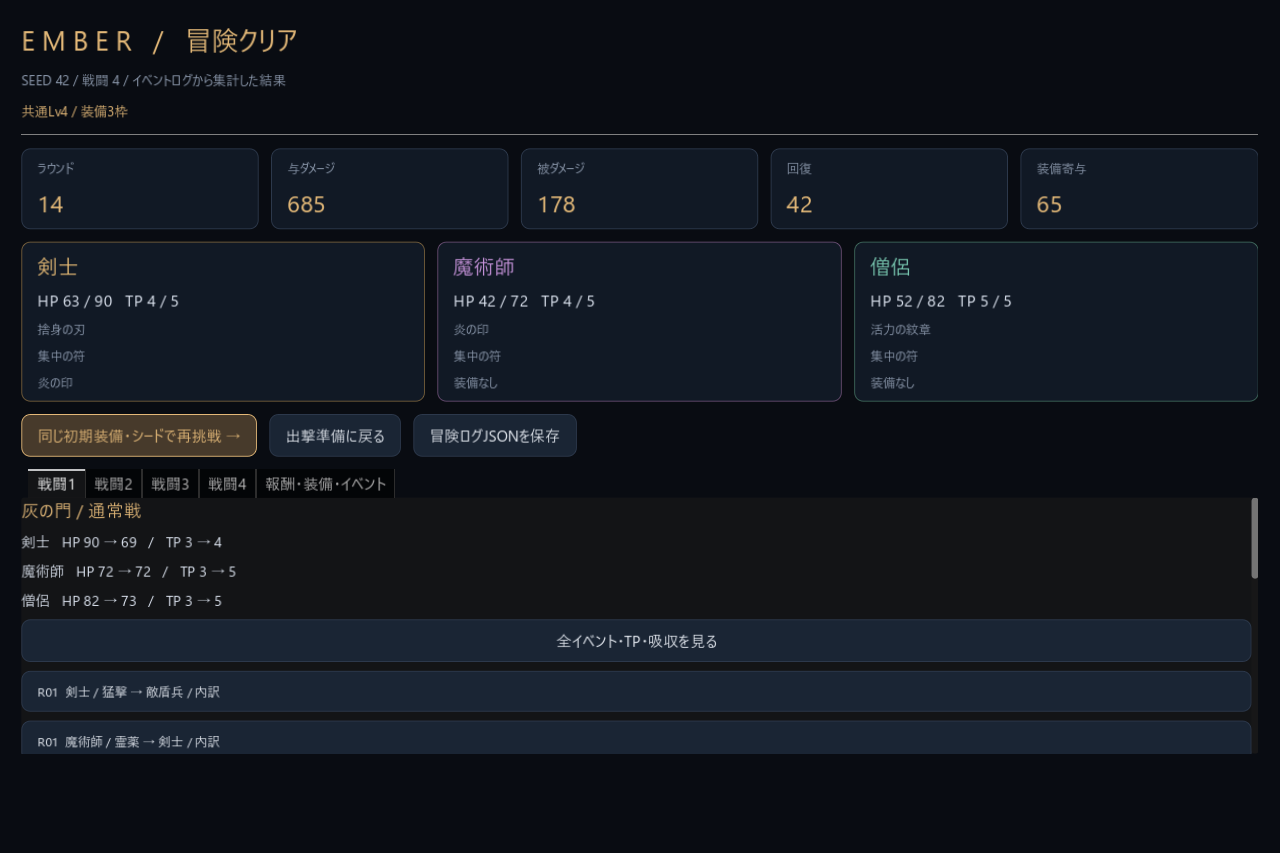 EMBER / 冒険クリア
SEED 42 / 戦闘 4 / イベントログから集計した結果
共通Lv4 / 装備3枠
ラウンド
14
与ダメージ
685
被ダメージ
178
回復
42
装備寄与
65
剣士
HP 63 / 90 TP 4 / 5
捨身の刃
集中の符
炎の印
魔術師
HP 42 / 72 TP 4 / 5
炎の印
集中の符
装備なし
僧侶
HP 52 / 82 TP 5 / 5
活力の紋章
集中の符
装備なし
同じ初期装備・シードで再挑戦 →
出撃準備に戻る
冒険ログJSONを保存
戦闘1 戦闘2 戦闘3 戦闘4 報酬・装備・イベント
灰の門 / 通常戦
剣士 HP 90 → 69 / TP 3 → 4
魔術師 HP 72 → 72 / TP 3 → 5
僧侶 HP 82 → 73 / TP 3 → 5
全イベント・TP・吸収を見る
R01 剣士 / 猛撃 → 敵盾兵 / 内訳
R01 魔術師 / 霊薬 → 剣士 / 内訳